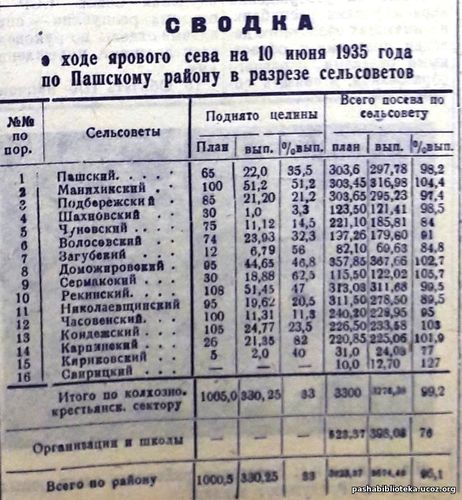 СВОДКА
о ходе ярового сева на 10 июня 1935 года
по Пашскому району в разрезе сельсоветов
№№ по пор. Сельсоветы Поднято целины Всего посева по сельсовету
План вып. %вып. план вып. %вып.
1 Пашский 65 22,0 35,5 303,6 297,78 98,2
2 Маняхинский 100 51,2 51,2 303,45 316,98 104,4
3 Подбережский 85 21,20 21,2 303,65 295,23 97,4
4 Шахновский 30 1,0 3,3 123,50 121,41 98,5
5 Чуновский 75 11,12 14,5 221,10 185,81 84
6 Волосовский 74 23,93 32,3 137,26 179,80 91
7 Загубский 12 6,79 56 82,10 69,63 84,8
8 Доможировский 95 44,65 46,8 357,85 367,66 102,7
9 Сермакский 30 18,88 62,5 115,50 122,02 105,7
10 Рекинский 108 51,45 47 313,08 311,68 99,5
11 Николаевщинский 95 19,62 20,5 311,50 278,50 89,5
12 Часовенский 100 11,31 11,3 240,20 228,95 95
13 Кондежский 105 24,77 23,5 226,50 233,58 103
14 Карпинский 26 21,35 82 220,85 225,06 101,9
15 Кириковский 5 2,0 40 31,0 24,03 77
16 Свирицкий — — — 10,0 12,70 127
Итого по колхозно-
крестьянск. сектору 1005,0 330,25 33 3300 99,2
Организация и школы — — — 523,37 398,08 76
Всего по району 1000,5 330,25 33
pashabiblioteka.ucoz.org